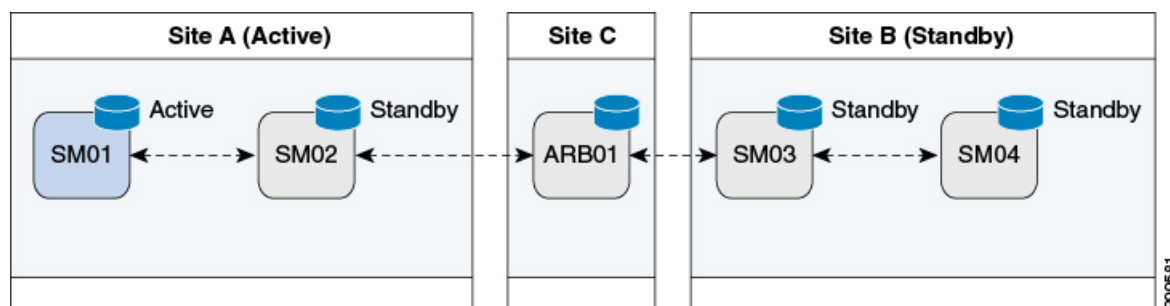 Site A (Active)
Site C
Site B (Standby)
Active
Standby
Standby
Standby
SM01
SM02
ARB01
SM03
SM04